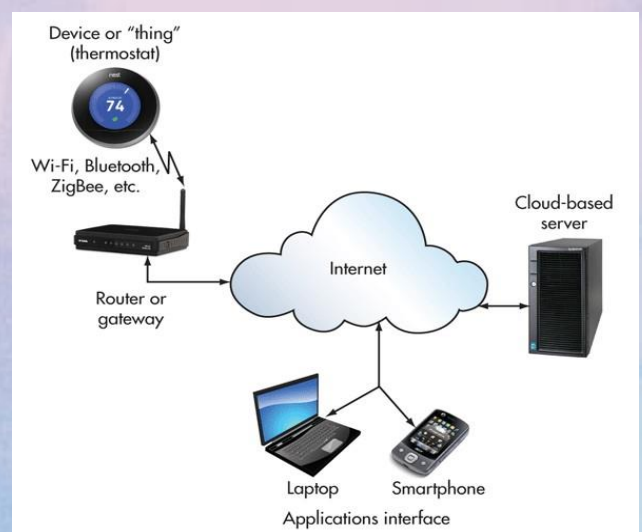 Device or “thing”
(thermostat)
nest
74
Wi-Fi, Bluetooth,
ZigBee, etc.
Router or
gateway
Internet
Cloud-based
server
Laptop
Smartphone
Applications interface